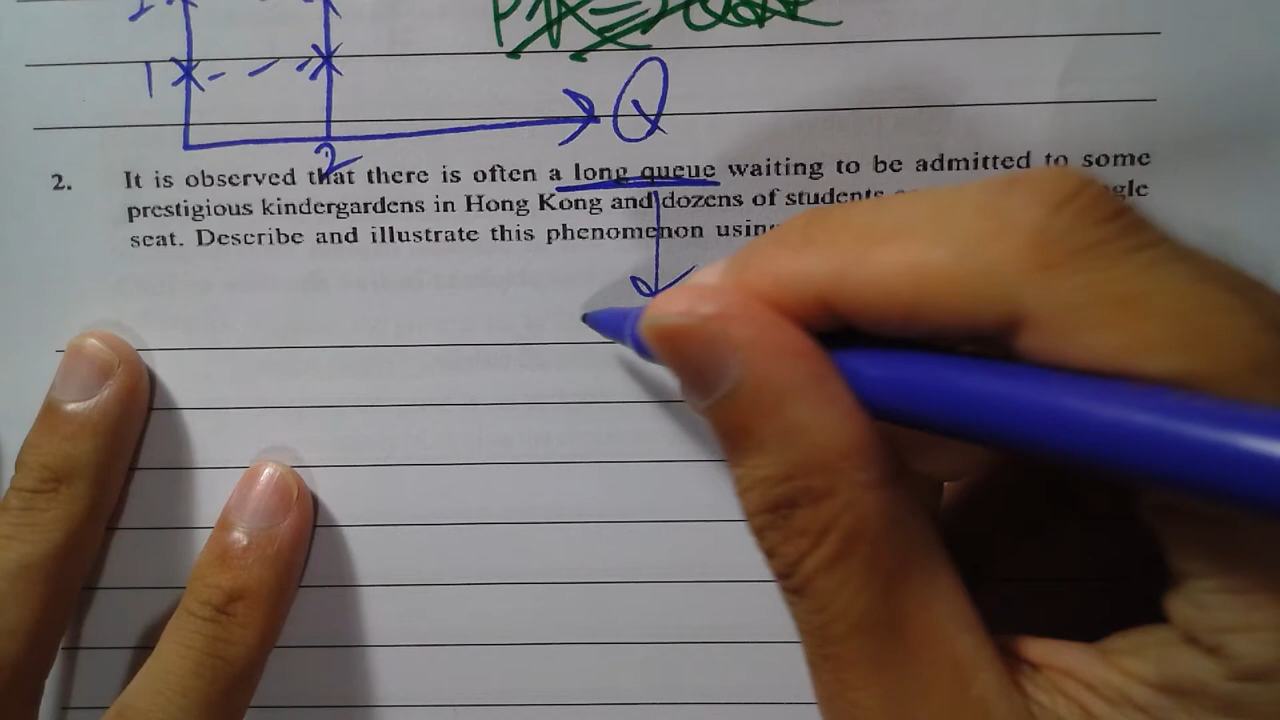 1
Q
2
2. It is observed that there is often a long queue waiting to be admitted to some
prestigious kindergardens in Hong Kong and dozens of students
seat. Describe and illustrate this phenomenon using